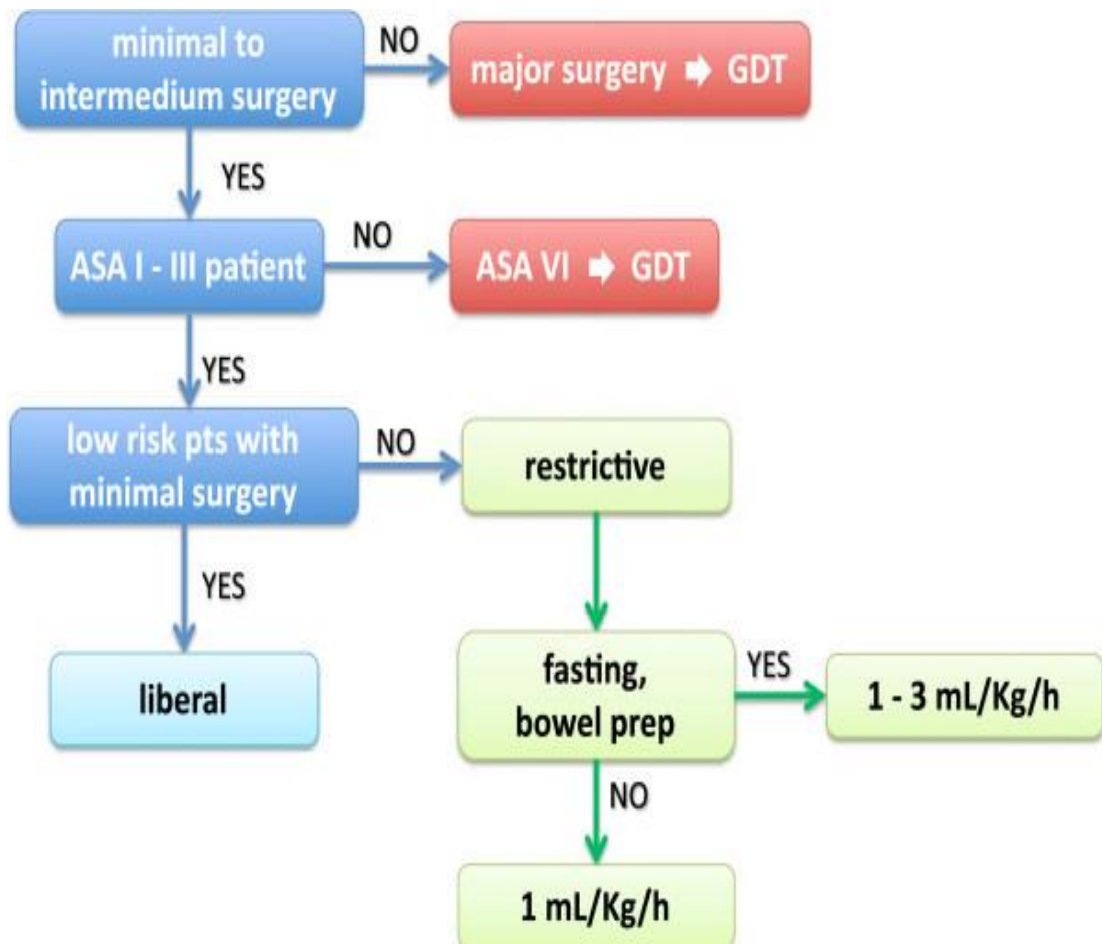 minimal to
intermedium surgery
NO
major surgery ➡ GDT
YES
ASA I - III patient
NO
ASA VI ➡ GDT
YES
low risk pts with
minimal surgery
NO
restrictive
YES
liberal
fasting,
bowel prep
YES
1 - 3 mL/Kg/h
NO
1 mL/Kg/h